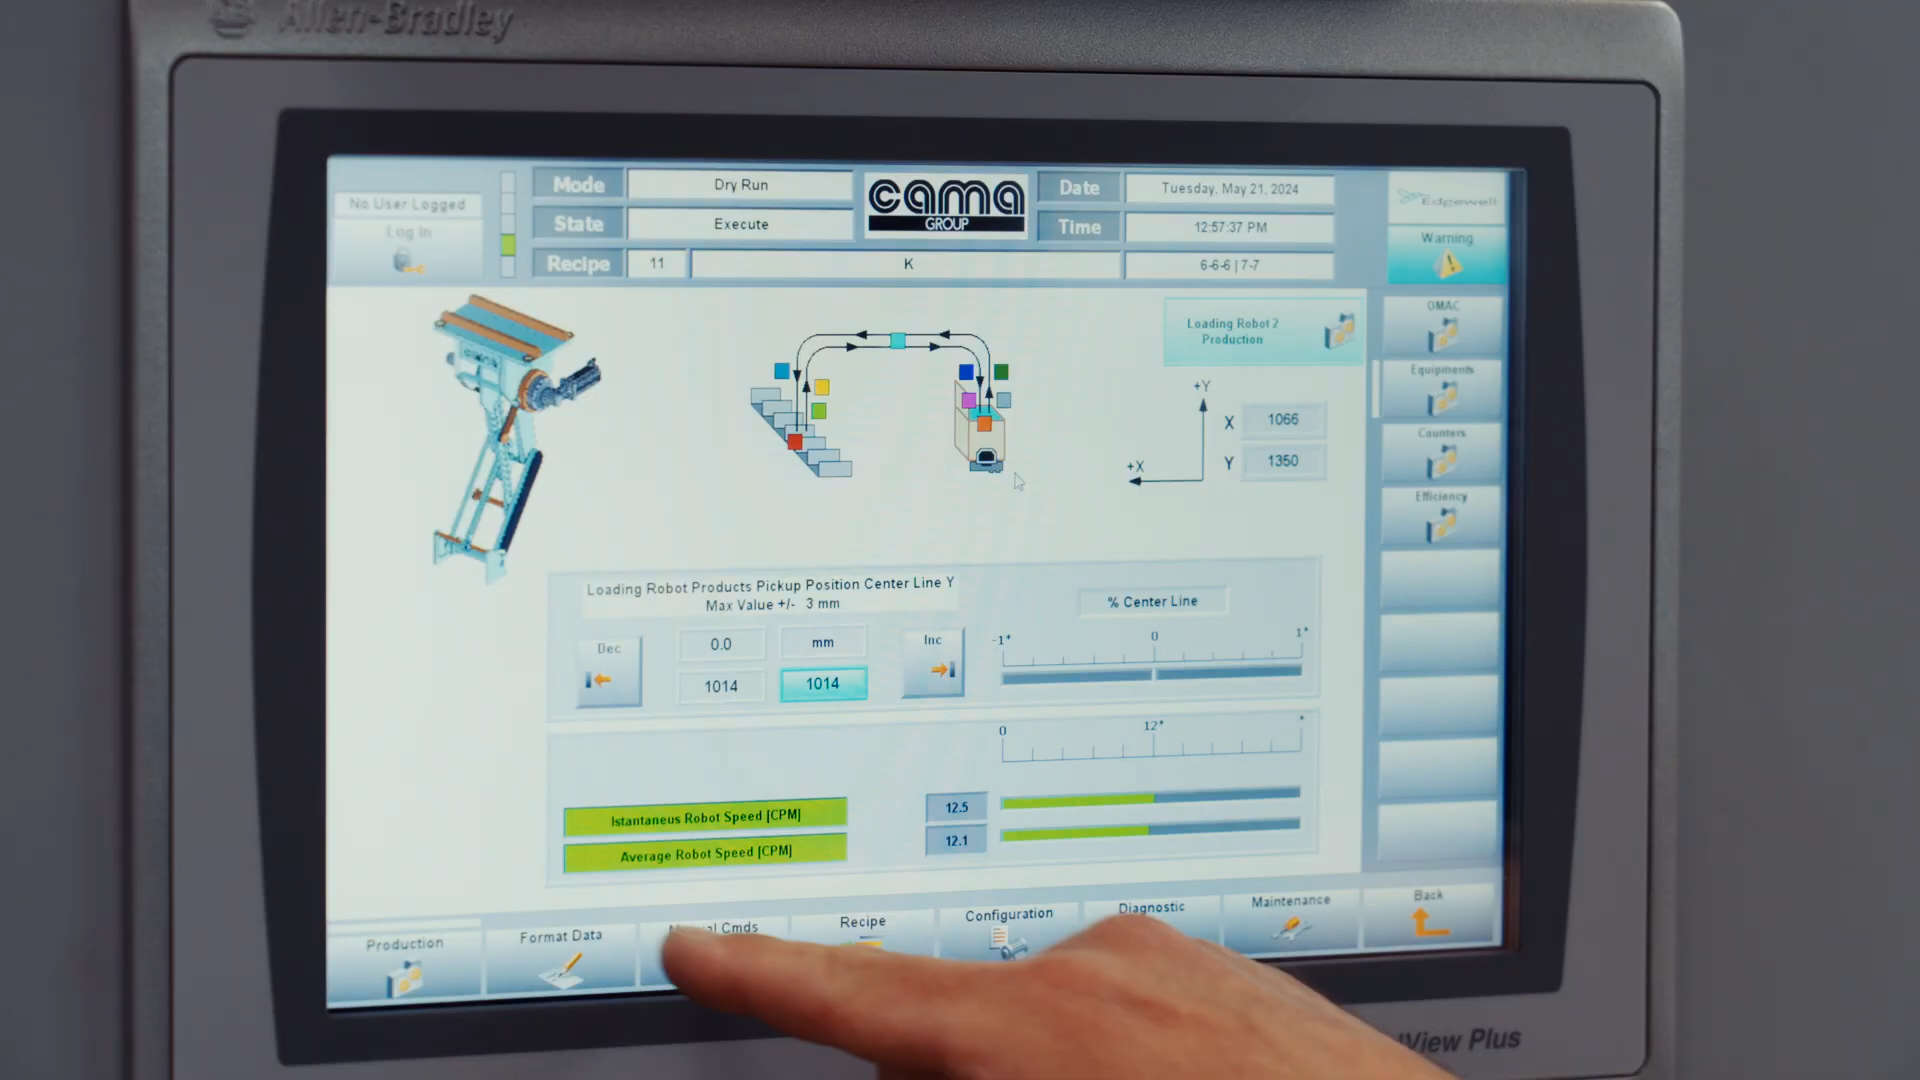 Allen-Bradley
No User Logged
Log In
Mode
Dry Run
State
Execute
Recipe
11
K
cama
GROUP
Date
Tuesday, May 21, 2024
Time
12:57:37 PM
6-6-6 | 7-7
Edgewell
Warning
OMAC
Equipments
Counters
Efficiency
Loading Robot 2
Production
+Y
+X
X
1066
Y
1350
Loading Robot Products Pickup Position Center Line Y
Max Value +/- 3 mm
Dec
0.0
mm
Inc
1014
1014
% Center Line
-1*
0
1*
0
12*
*
Istantaneus Robot Speed [CPM]
12.5
Average Robot Speed [CPM]
12.1
Production
Format Data
Cmds
Recipe
Configuration
Diagnostic
Maintenance
Back
View Plus